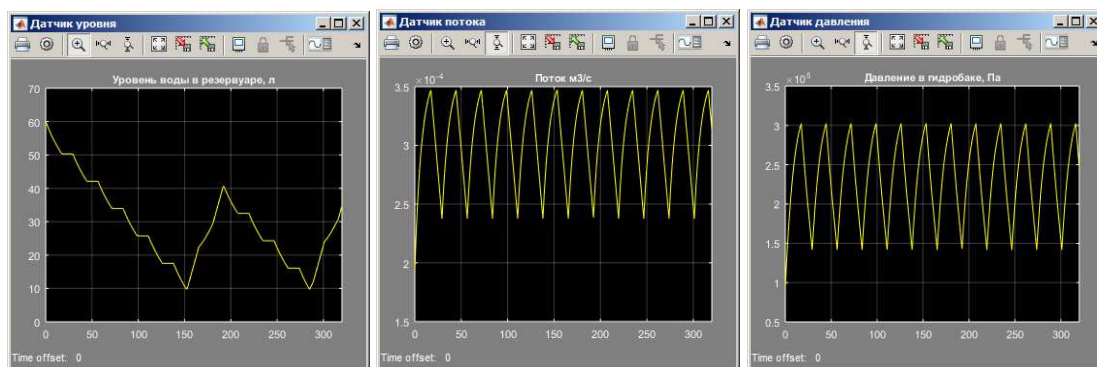 Датчик уровня
Уровень воды в резервуаре, л
70
60
50
40
30
20
10
0
0 50 100 150 200 250 300
Time offset: 0
Датчик потока
×10⁻⁴
Поток м3/с
3.5
3
2.5
2
1.5
0 50 100 150 200 250 300
Time offset: 0
Датчик давления
×10⁵
Давление в гидробаке, Па
3.5
3
2.5
2
1.5
1
0.5
0 50 100 150 200 250 300
Time offset: 0